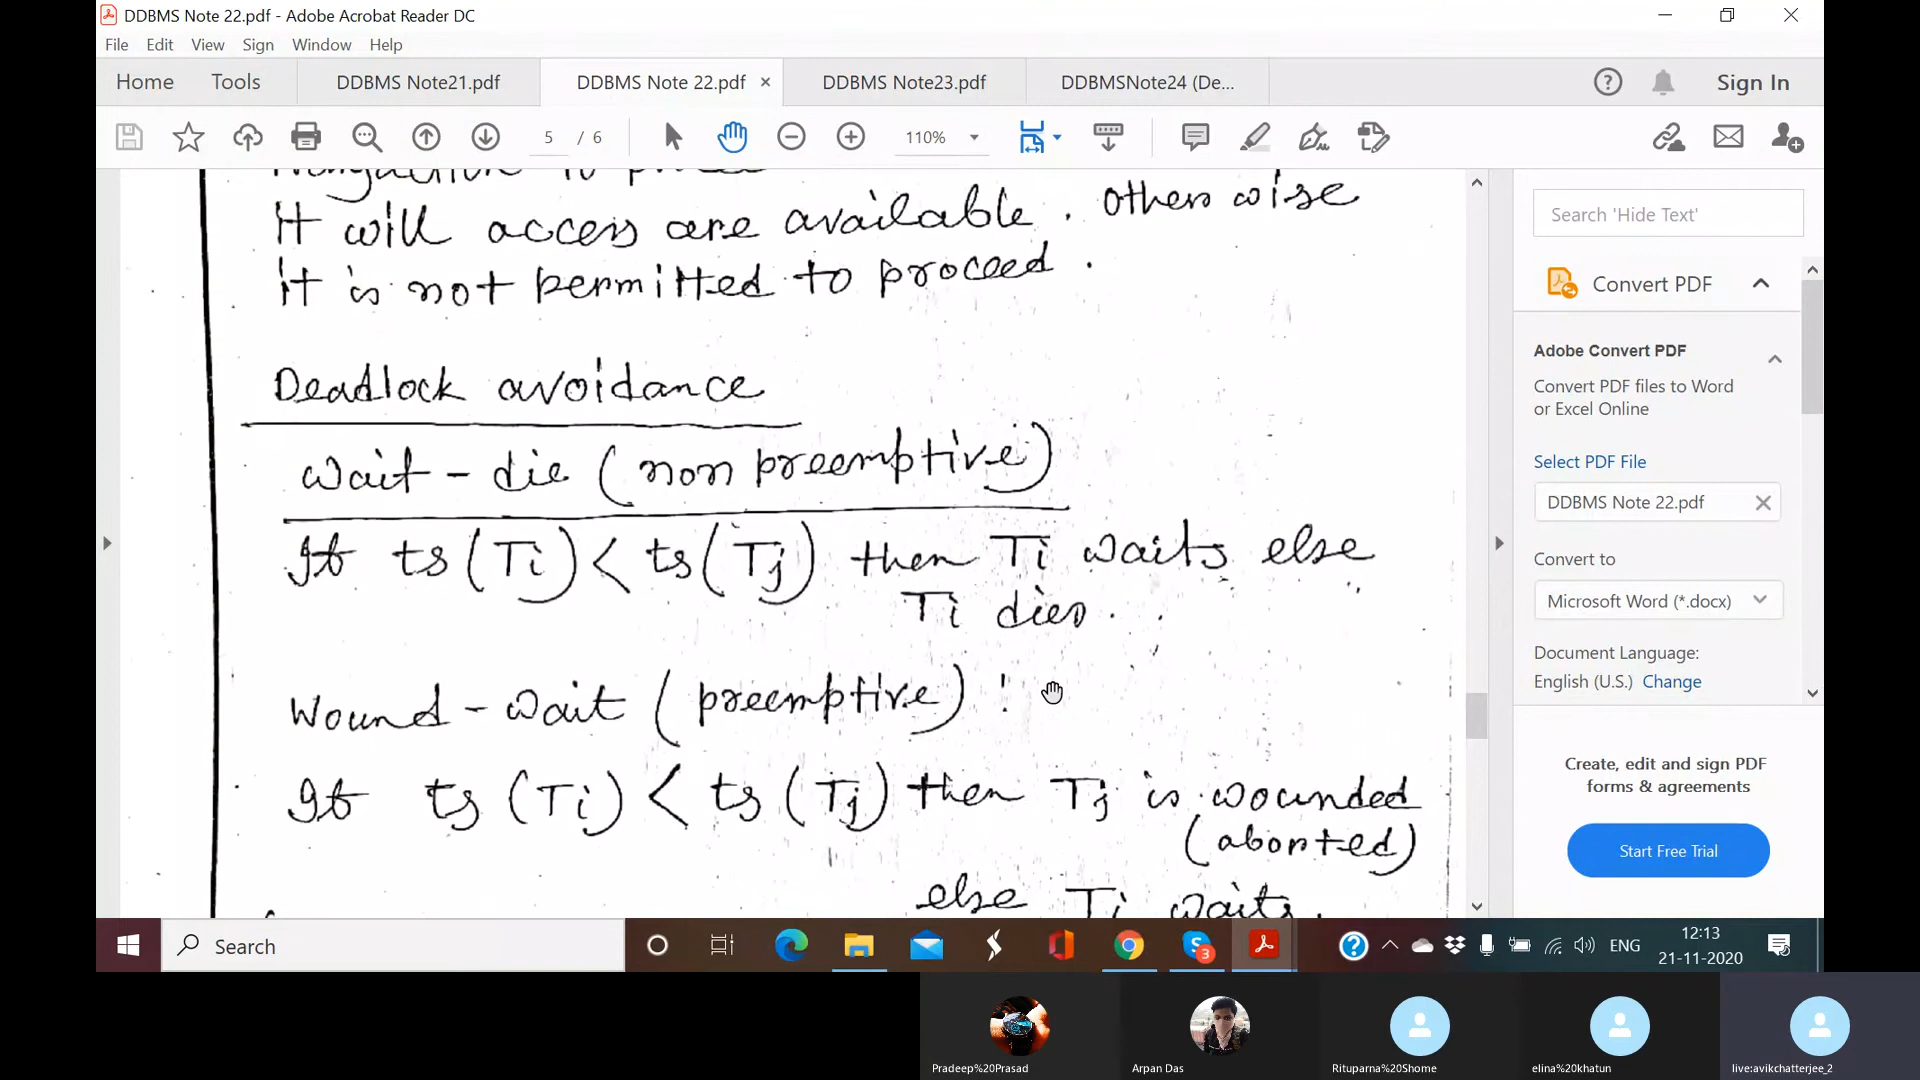 DDBMS Note 22.pdf - Adobe Acrobat Reader DC
File Edit View Sign Window Help
Home Tools DDBMS Note21.pdf DDBMS Note 22.pdf × DDBMS Note23.pdf DDBMSNote24 (De... Sign In
5 / 6 110%
It will access are available. Otherwise
it is not permitted to proceed.
Deadlock avoidance
Wait - die (non preemptive)
If ts(Ti) < ts(Tj) then Ti waits else
Ti dies.
Wound - Wait (preemptive) :
If ts(Ti) < ts(Tj) then Tj is wounded
(aborted)
else Ti waits.
Search 'Hide Text'
Convert PDF
Adobe Convert PDF
Convert PDF files to Word
or Excel Online
Select PDF File
DDBMS Note 22.pdf
Convert to
Microsoft Word (*.docx)
Document Language:
English (U.S.) Change
Create, edit and sign PDF
forms & agreements
Start Free Trial
Search
3
ENG
12:13
21-11-2020
Pradeep%20Prasad Arpan Das Rituparna%20Shome elina%20khatun live:avikchatterjee_2